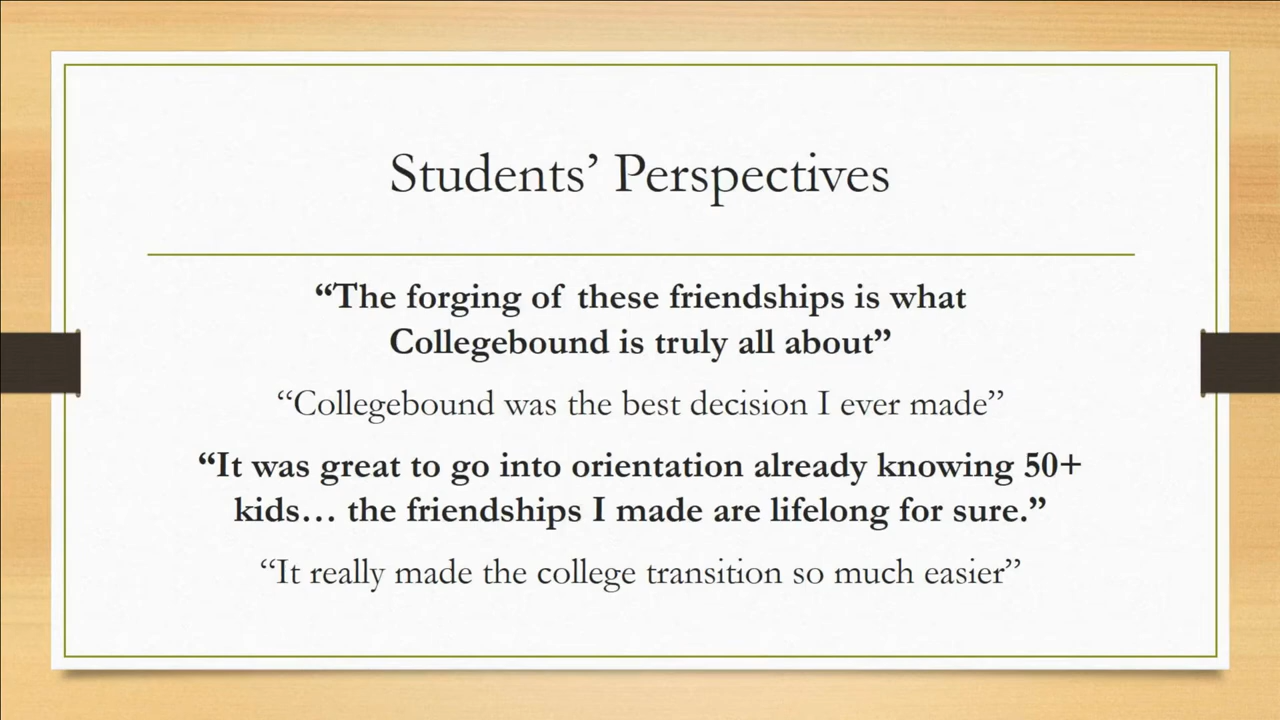 Students’ Perspectives
“The forging of these friendships is what
Collegebound is truly all about”
“Collegebound was the best decision I ever made”
“It was great to go into orientation already knowing 50+
kids… the friendships I made are lifelong for sure.”
“It really made the college transition so much easier”